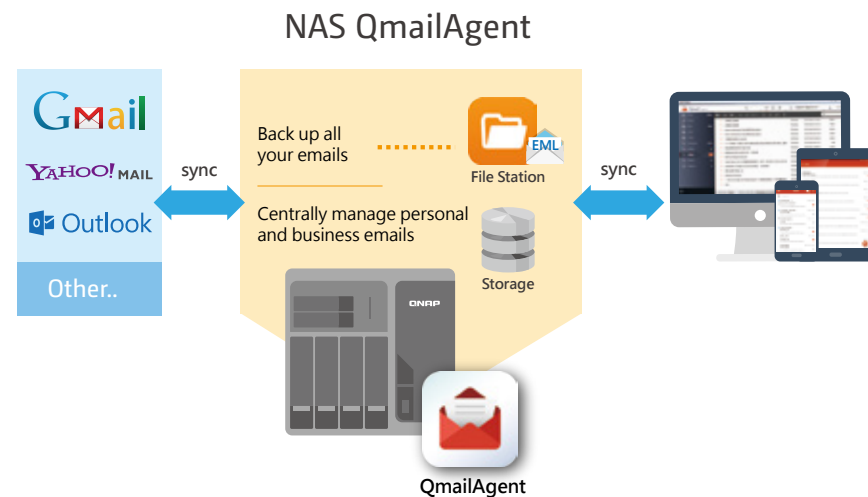 NAS QmailAgent
Gmail
YAHOO! MAIL
Outlook
Other..
sync
Back up all
your emails
EML
File Station
Centrally manage personal
and business emails
Storage
QNAP
QmailAgent
sync